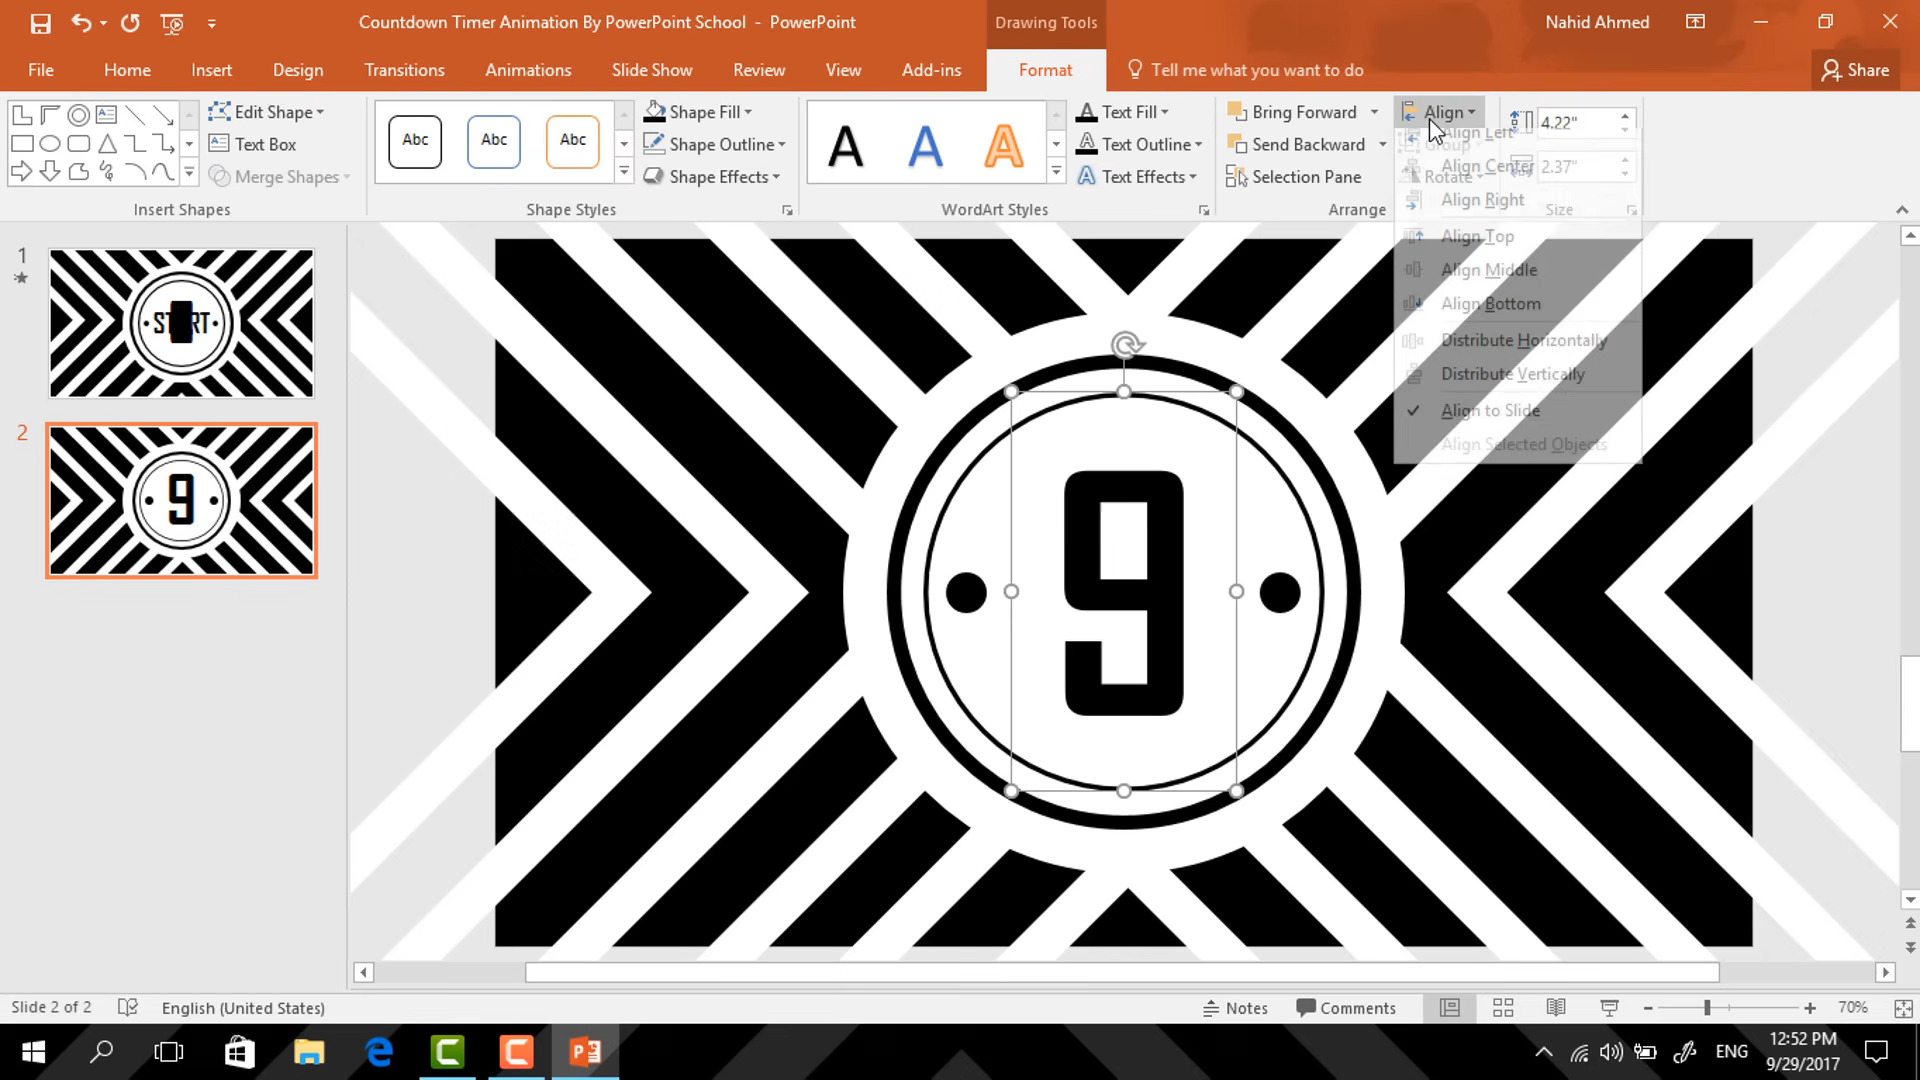 Countdown Timer Animation By PowerPoint School - PowerPoint
Drawing Tools
Nahid Ahmed
File Home Insert Design Transitions Animations Slide Show Review View Add-ins Format Tell me what you want to do Share
Edit Shape
Text Box
Merge Shapes
Insert Shapes
Abc Abc Abc
Shape Fill
Shape Outline
Shape Effects
Shape Styles
A A A
Text Fill
Text Outline
Text Effects
WordArt Styles
Bring Forward
Send Backward
Selection Pane
Arrange
Align
Group
Rotate
4.22"
2.37"
Size
Align Left
Align Center
Align Right
Align Top
Align Middle
Align Bottom
Distribute Horizontally
Distribute Vertically
Align to Slide
Align Selected Objects
1
START
2
9
9
Slide 2 of 2 English (United States) Notes Comments 70%
ENG
12:52 PM
9/29/2017